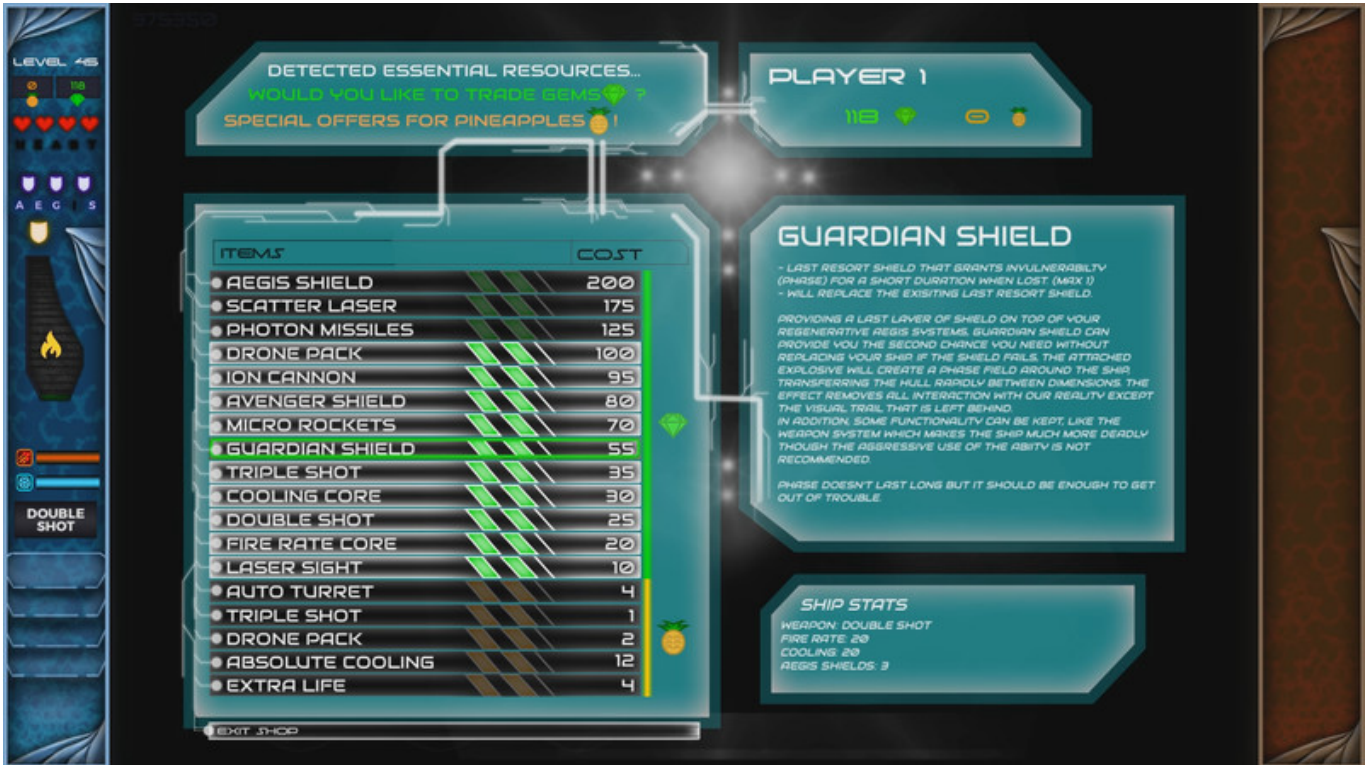 975350
LEVEL 45
0 118
HEART
AEGIS
DOUBLE
SHOT
DETECTED ESSENTIAL RESOURCES...
WOULD YOU LIKE TO TRADE GEMS ?
SPECIAL OFFERS FOR PINEAPPLES !
PLAYER 1
118 0
ITEMS COST
AEGIS SHIELD 200
SCATTER LASER 175
PHOTON MISSILES 125
DRONE PACK 100
ION CANNON 95
AVENGER SHIELD 80
MICRO ROCKETS 70
GUARDIAN SHIELD 55
TRIPLE SHOT 35
COOLING CORE 30
DOUBLE SHOT 25
FIRE RATE CORE 20
LASER SIGHT 10
AUTO TURRET 4
TRIPLE SHOT 1
DRONE PACK 2
ABSOLUTE COOLING 12
EXTRA LIFE 4
EXIT SHOP
GUARDIAN SHIELD
- LAST RESORT SHIELD THAT GRANTS INVULNERABILTY
(PHASE) FOR A SHORT DURATION WHEN LOST. (MAX 1)
- WILL REPLACE THE EXISITING LAST RESORT SHIELD.
PROVIDING A LAST LAYER OF SHIELD ON TOP OF YOUR
REGENERATIVE AEGIS SYSTEMS, GUARDIAN SHIELD CAN
PROVIDE YOU THE SECOND CHANCE YOU NEED WITHOUT
REPLACING YOUR SHIP. IF THE SHIELD FAILS, THE ATTACHED
EXPLOSIVE WILL CREATE A PHASE FIELD AROUND THE SHIP,
TRANSFERRING THE HULL RAPIDLY BETWEEN DIMENSIONS. THE
EFFECT REMOVES ALL INTERACTION WITH OUR REALITY EXCEPT
THE VISUAL TRAIL THAT IS LEFT BEHIND.
IN ADDITION, SOME FUNCTIONALITY CAN BE KEPT, LIKE THE
WEAPON SYSTEM WHICH MAKES THE SHIP MUCH MORE DEADLY
THOUGH THE AGGRESSIVE USE OF THE ABIITY IS NOT
RECOMMENDED.
PHASE DOESN'T LAST LONG BUT IT SHOULD BE ENOUGH TO GET
OUT OF TROUBLE.
SHIP STATS
WEAPON: DOUBLE SHOT
FIRE RATE: 20
COOLING: 20
AEGIS SHIELDS: 3